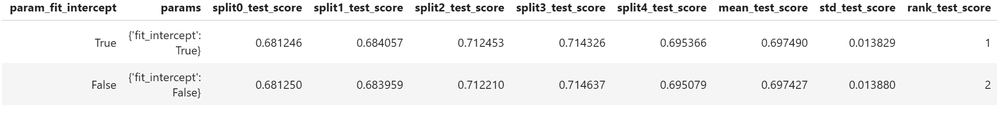 param_fit_intercept params split0_test_score split1_test_score split2_test_score split3_test_score split4_test_score mean_test_score std_test_score rank_test_score
True {'fit_intercept': True} 0.681246 0.684057 0.712453 0.714326 0.695366 0.697490 0.013829 1
False {'fit_intercept': False} 0.681250 0.683959 0.712210 0.714637 0.695079 0.697427 0.013880 2